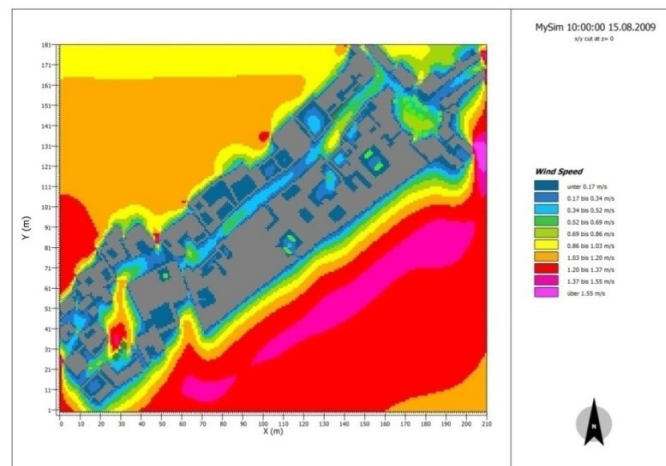 MySim 10:00:00 15.08.2009
x/y cut at z= 0
181
171
161
151
141
131
121
111
101
91
81
71
61
51
41
31
21
11
1
Y (m)
0 10 20 30 40 50 60 70 80 90 100 110 120 130 140 150 160 170 180 190 200 210
X (m)
Wind Speed
unter 0.17 m/s
0.17 bis 0.34 m/s
0.34 bis 0.52 m/s
0.52 bis 0.69 m/s
0.69 bis 0.86 m/s
0.86 bis 1.03 m/s
1.03 bis 1.20 m/s
1.20 bis 1.37 m/s
1.37 bis 1.55 m/s
über 1.55 m/s
N